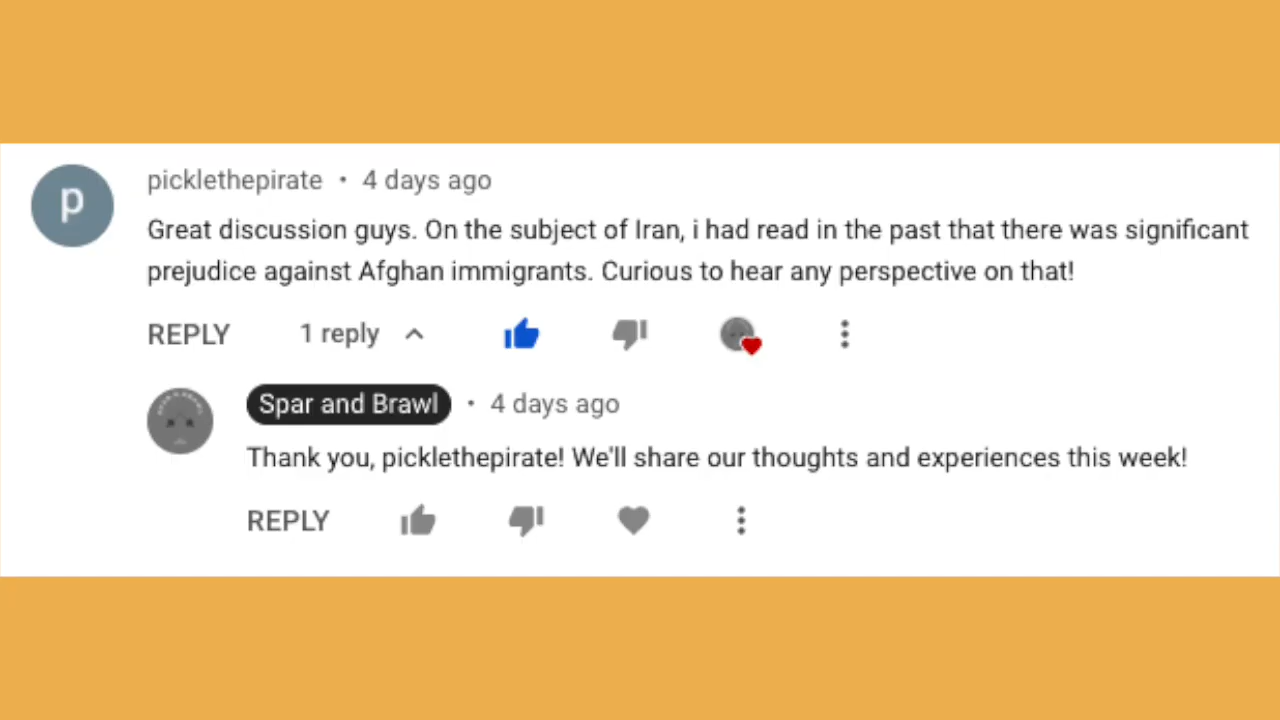 p
picklethepirate • 4 days ago
Great discussion guys. On the subject of Iran, i had read in the past that there was significant
prejudice against Afghan immigrants. Curious to hear any perspective on that!
REPLY 1 reply
Spar and Brawl • 4 days ago
Thank you, picklethepirate! We'll share our thoughts and experiences this week!
REPLY